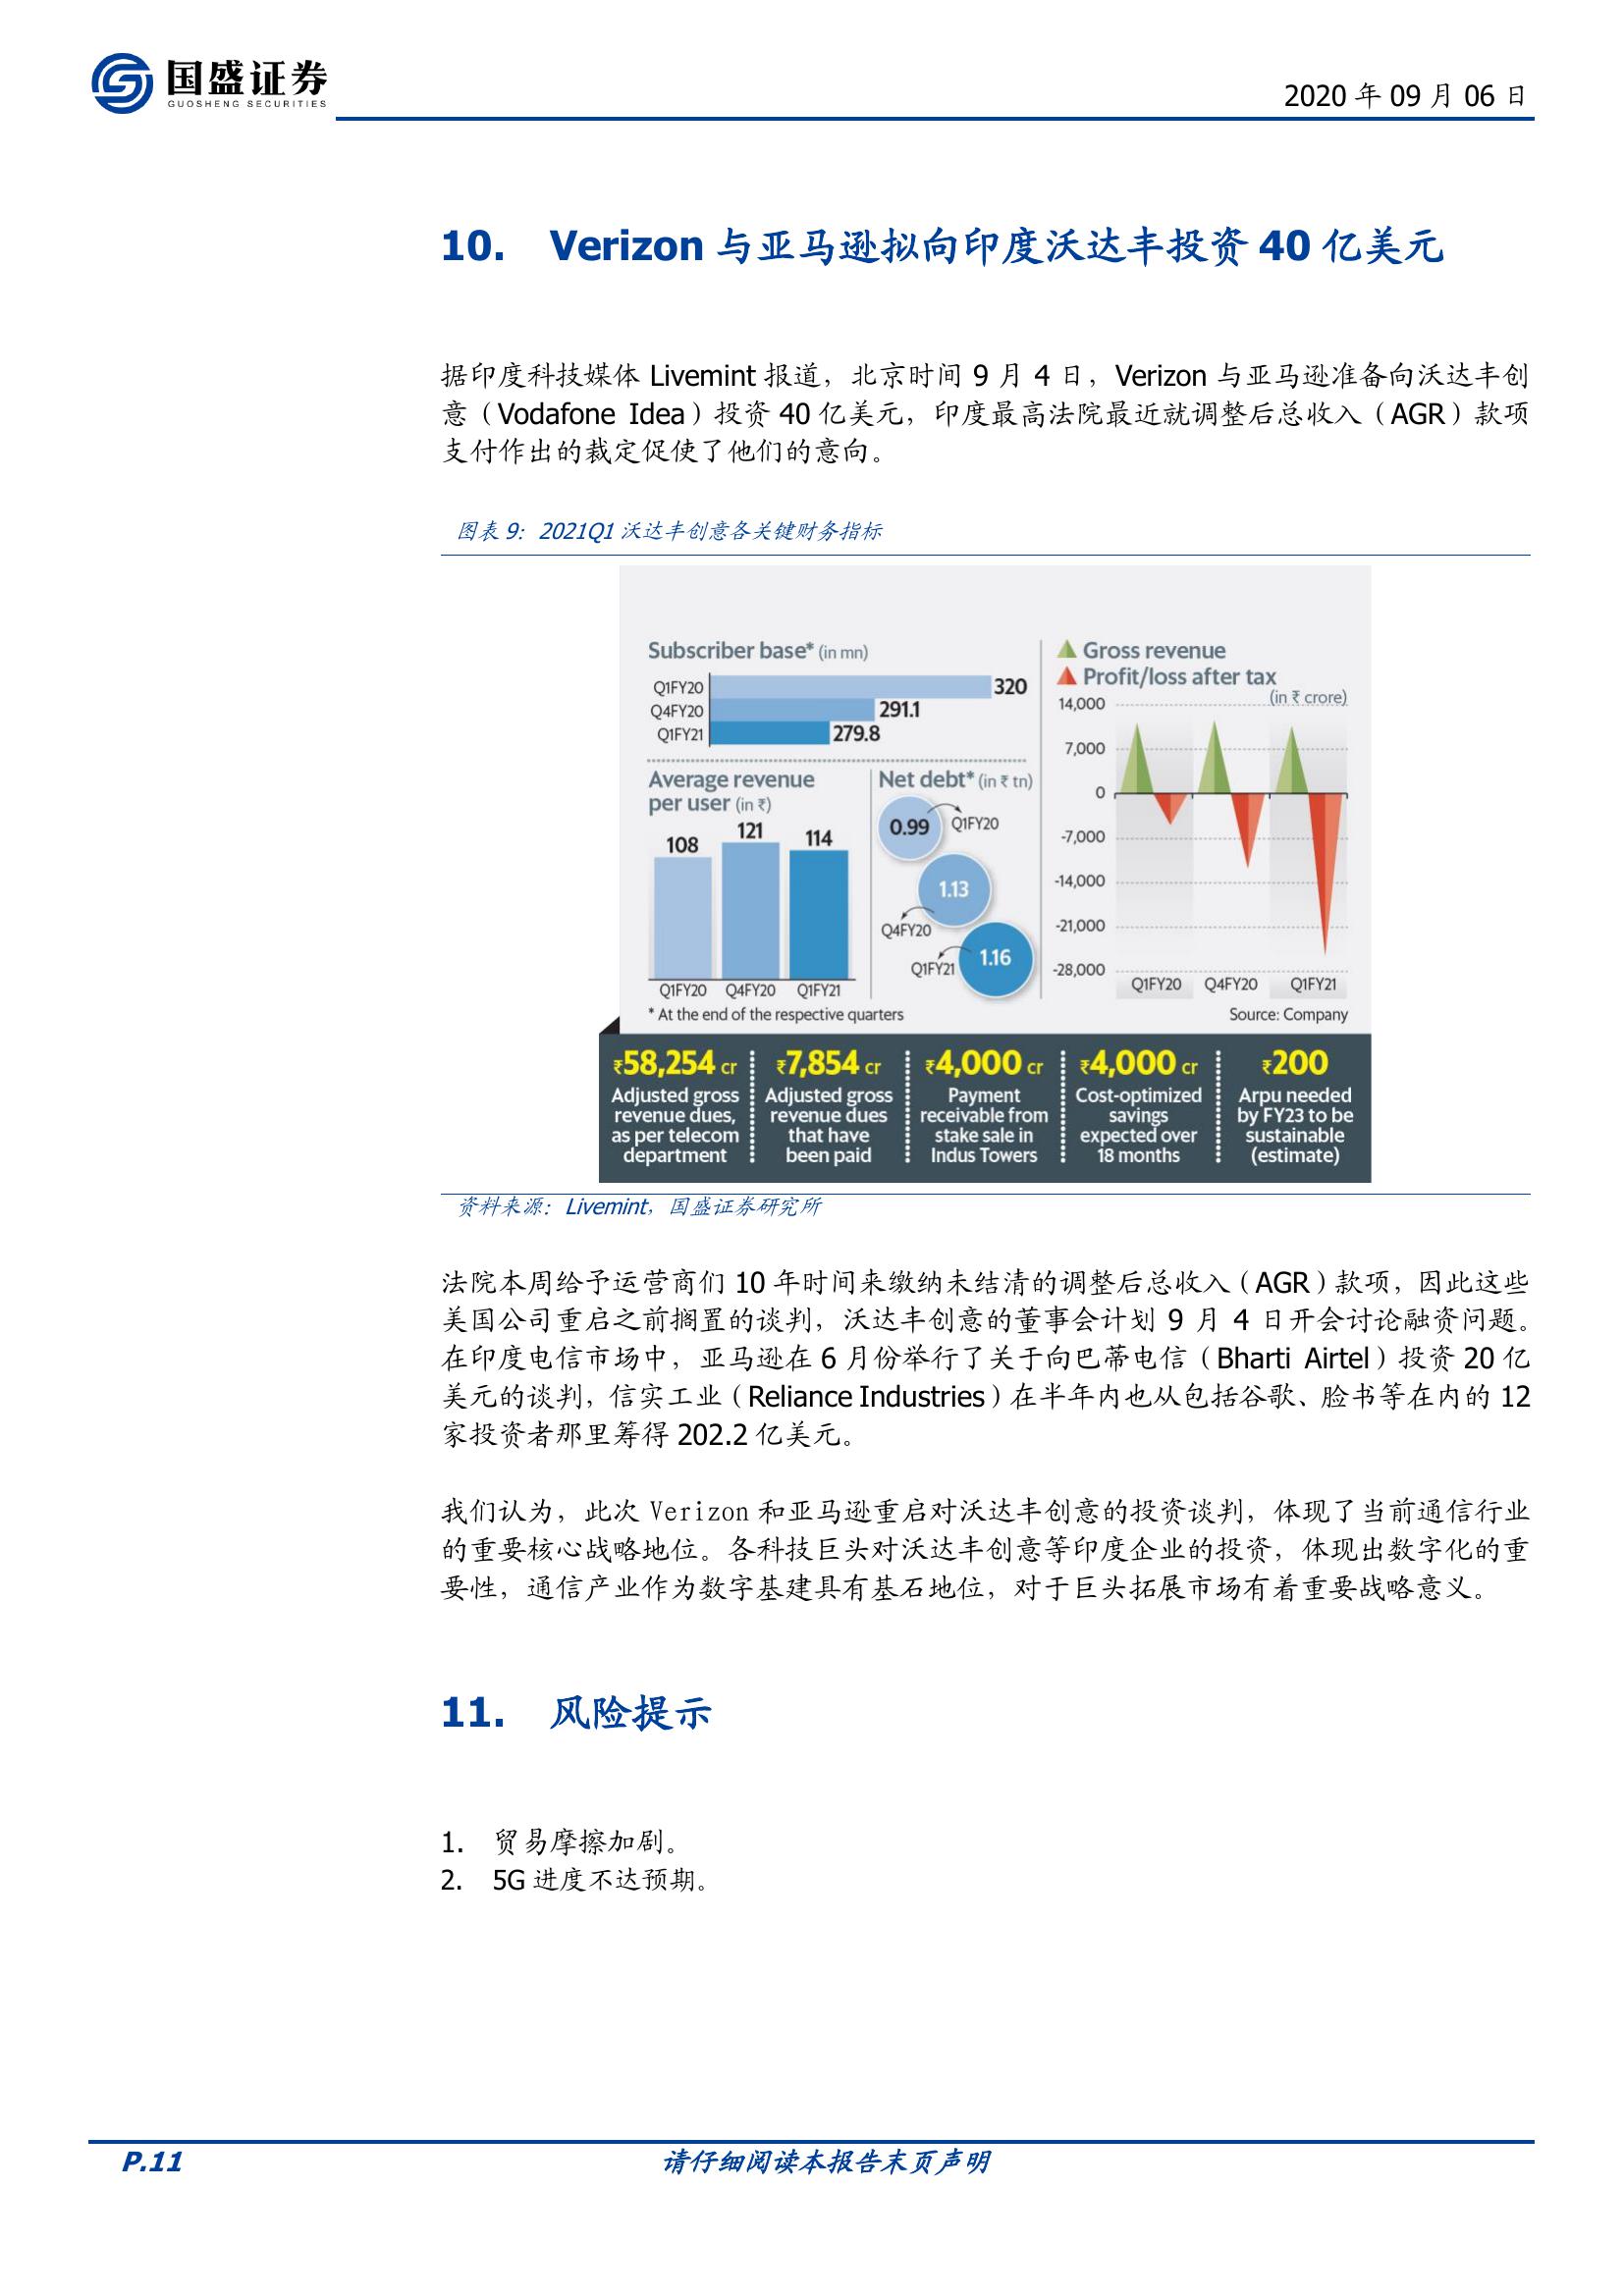 国盛证券
GUOSHENG SECURITIES
2020 年 09 月 06 日
10. Verizon 与亚马逊拟向印度沃达丰投资 40 亿美元
据印度科技媒体 Livemint 报道，北京时间 9 月 4 日，Verizon 与亚马逊准备向沃达丰创
意（Vodafone Idea）投资 40 亿美元，印度最高法院最近就调整后总收入（AGR）款项
支付作出的裁定促使了他们的意向。
图表 9：2021Q1 沃达丰创意各关键财务指标
Subscriber base* (in mn)
Q1FY20 320
Q4FY20 291.1
Q1FY21 279.8
Average revenue
per user (in ₹)
108 121 114
Q1FY20 Q4FY20 Q1FY21
Net debt* (in ₹ tn)
0.99 Q1FY20
1.13
Q4FY20
1.16
Q1FY21
* At the end of the respective quarters
Gross revenue
Profit/loss after tax
(in ₹ crore)
14,000
7,000
0
-7,000
-14,000
-21,000
-28,000
Q1FY20 Q4FY20 Q1FY21
Source: Company
₹58,254 cr
Adjusted gross
revenue dues,
as per telecom
department
₹7,854 cr
Adjusted gross
revenue dues
that have
been paid
₹4,000 cr
Payment
receivable from
stake sale in
Indus Towers
₹4,000 cr
Cost-optimized
savings
expected over
18 months
₹200
Arpu needed
by FY23 to be
sustainable
(estimate)
资料来源：Livemint，国盛证券研究所
法院本周给予运营商们 10 年时间来缴纳未结清的调整后总收入（AGR）款项，因此这些
美国公司重启之前搁置的谈判，沃达丰创意的董事会计划 9 月 4 日开会讨论融资问题。
在印度电信市场中，亚马逊在 6 月份举行了关于向巴蒂电信（Bharti Airtel）投资 20 亿
美元的谈判，信实工业（Reliance Industries）在半年内也从包括谷歌、脸书等在内的 12
家投资者那里筹得 202.2 亿美元。
我们认为，此次 Verizon 和亚马逊重启对沃达丰创意的投资谈判，体现了当前通信行业
的重要核心战略地位。各科技巨头对沃达丰创意等印度企业的投资，体现出数字化的重
要性，通信产业作为数字基建具有基石地位，对于巨头拓展市场有着重要战略意义。
11. 风险提示
1. 贸易摩擦加剧。
2. 5G 进度不达预期。
P.11
请仔细阅读本报告末页声明